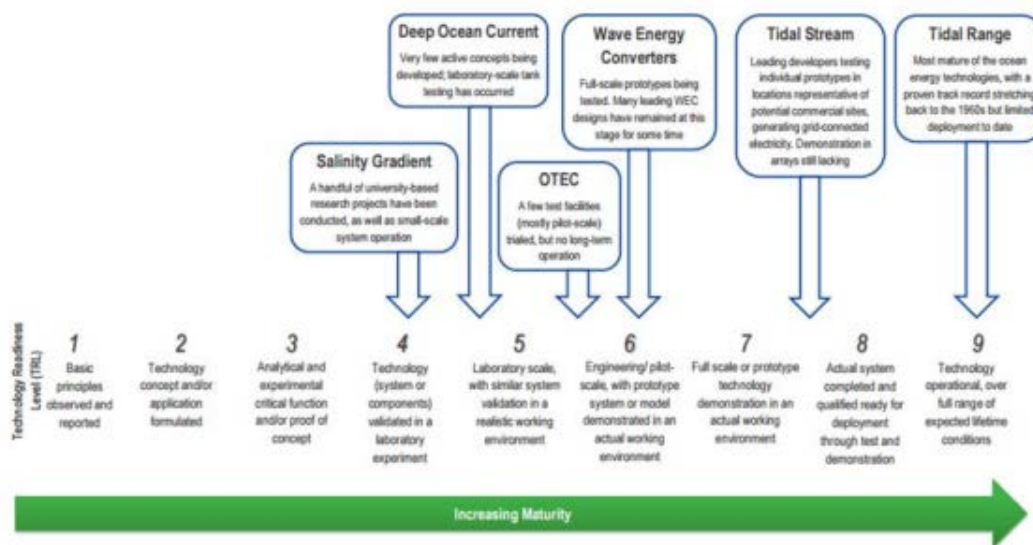 Deep Ocean Current
Very few active concepts being
developed; laboratory-scale tank
testing has occurred
Wave Energy
Converters
Full-scale prototypes being
tested. Many leading WEC
designs have remained at this
stage for some time
Tidal Stream
Leading developers testing
individual prototypes in
locations representative of
potential commercial sites,
generating grid-connected
electricity. Demonstration in
arrays still lacking
Tidal Range
Most mature of the ocean
energy technologies, with a
proven track record stretching
back to the 1960s but limited
deployment to date
Salinity Gradient
A handful of university-based
research projects have been
conducted, as well as small-scale
system operation
OTEC
A few test facilities
(mostly pilot-scale)
trialed, but no long-term
operation
Technology Readiness
Level (TRL)
1
Basic
principles
observed and
reported
2
Technology
concept and/or
application
formulated
3
Analytical and
experimental
critical function
and/or proof of
concept
4
Technology
(system or
components)
validated in a
laboratory
experiment
5
Laboratory scale,
with similar system
validation in a
realistic working
environment
6
Engineering/ pilot-
scale, with prototype
system or model
demonstrated in an
actual working
environment
7
Full scale or prototype
technology
demonstration in an
actual working
environment
8
Actual system
completed and
qualified ready for
deployment
through test and
demonstration
9
Technology
operational, over
full range of
expected lifetime
conditions
Increasing Maturity